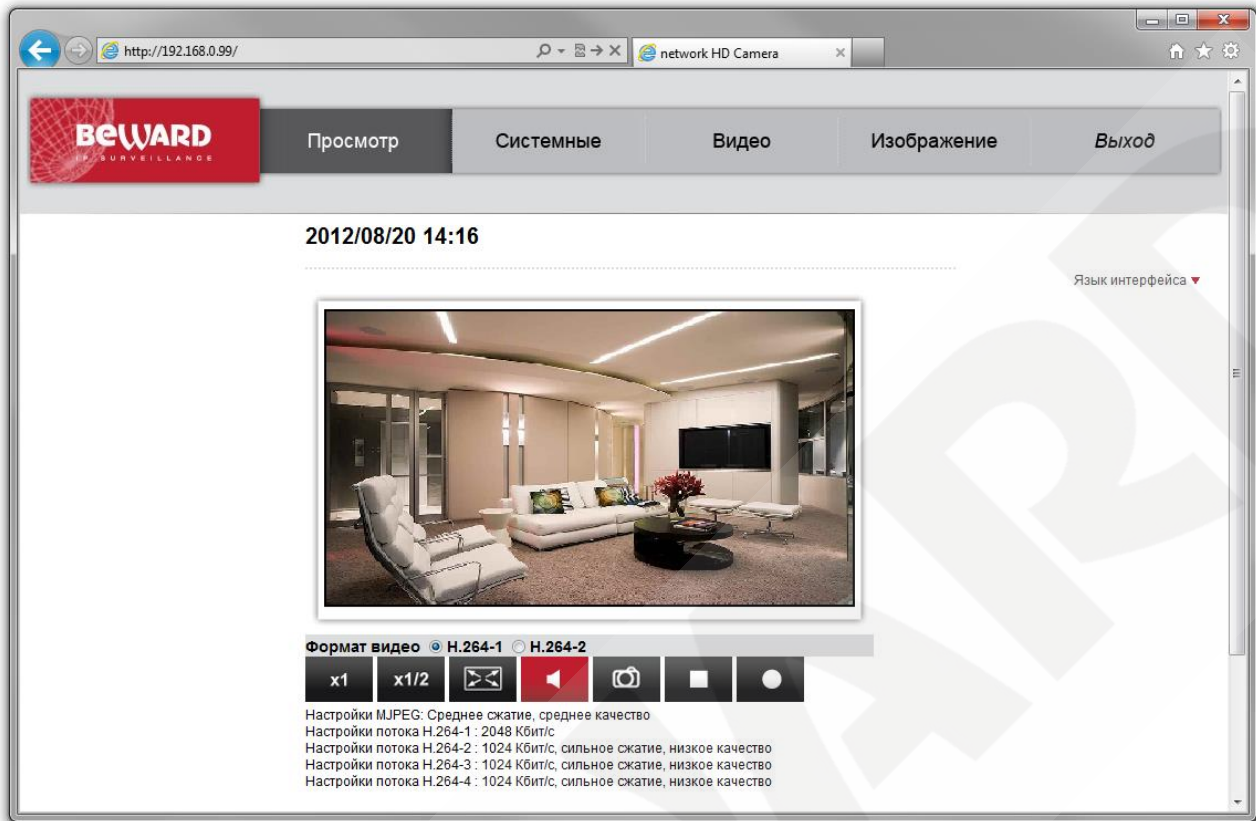 http://192.168.0.99/
network HD Camera
BEWARD
IP SURVEILLANCE
Просмотр
Системные
Видео
Изображение
Выход
2012/08/20 14:16
Язык интерфейса
Формат видео H.264-1 H.264-2
x1 x1/2
Настройки MJPEG: Среднее сжатие, среднее качество
Настройки потока H.264-1 : 2048 Кбит/с
Настройки потока H.264-2 : 1024 Кбит/с, сильное сжатие, низкое качество
Настройки потока H.264-3 : 1024 Кбит/с, сильное сжатие, низкое качество
Настройки потока H.264-4 : 1024 Кбит/с, сильное сжатие, низкое качество